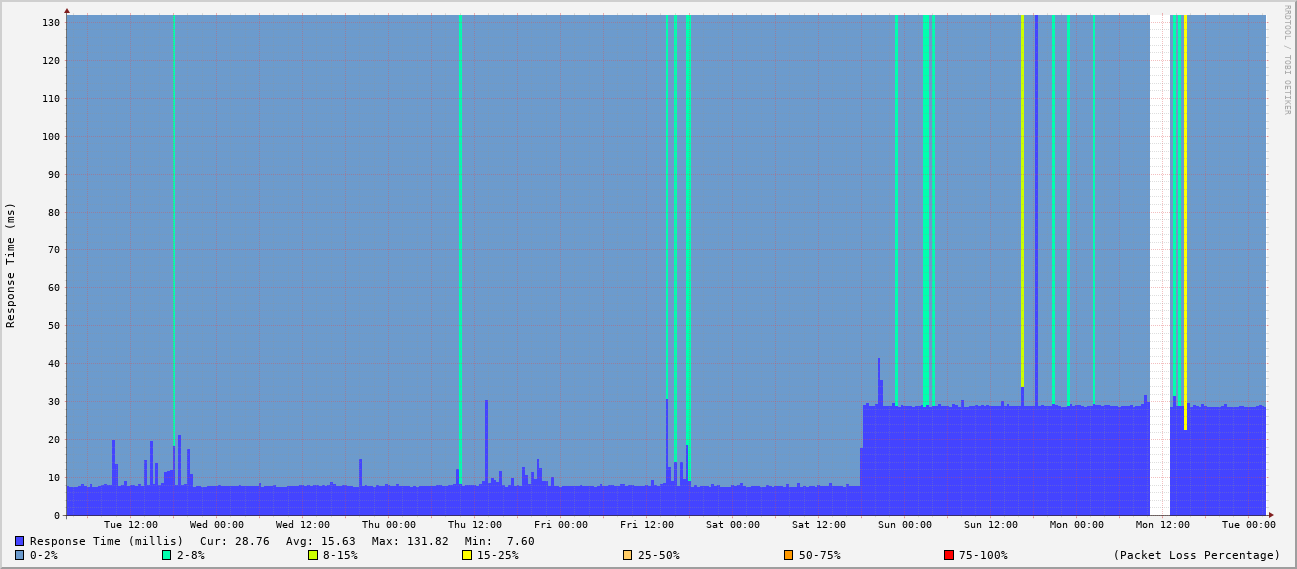 RRDTOOL / TOBI OETIKER
Response Time (ms)
130
120
110
100
90
80
70
60
50
40
30
20
10
0
Tue 12:00 Wed 00:00 Wed 12:00 Thu 00:00 Thu 12:00 Fri 00:00 Fri 12:00 Sat 00:00 Sat 12:00 Sun 00:00 Sun 12:00 Mon 00:00 Mon 12:00 Tue 00:00
Response Time (millis) Cur: 28.76 Avg: 15.63 Max: 131.82 Min: 7.60
0-2% 2-8% 8-15% 15-25% 25-50% 50-75% 75-100% (Packet Loss Percentage)